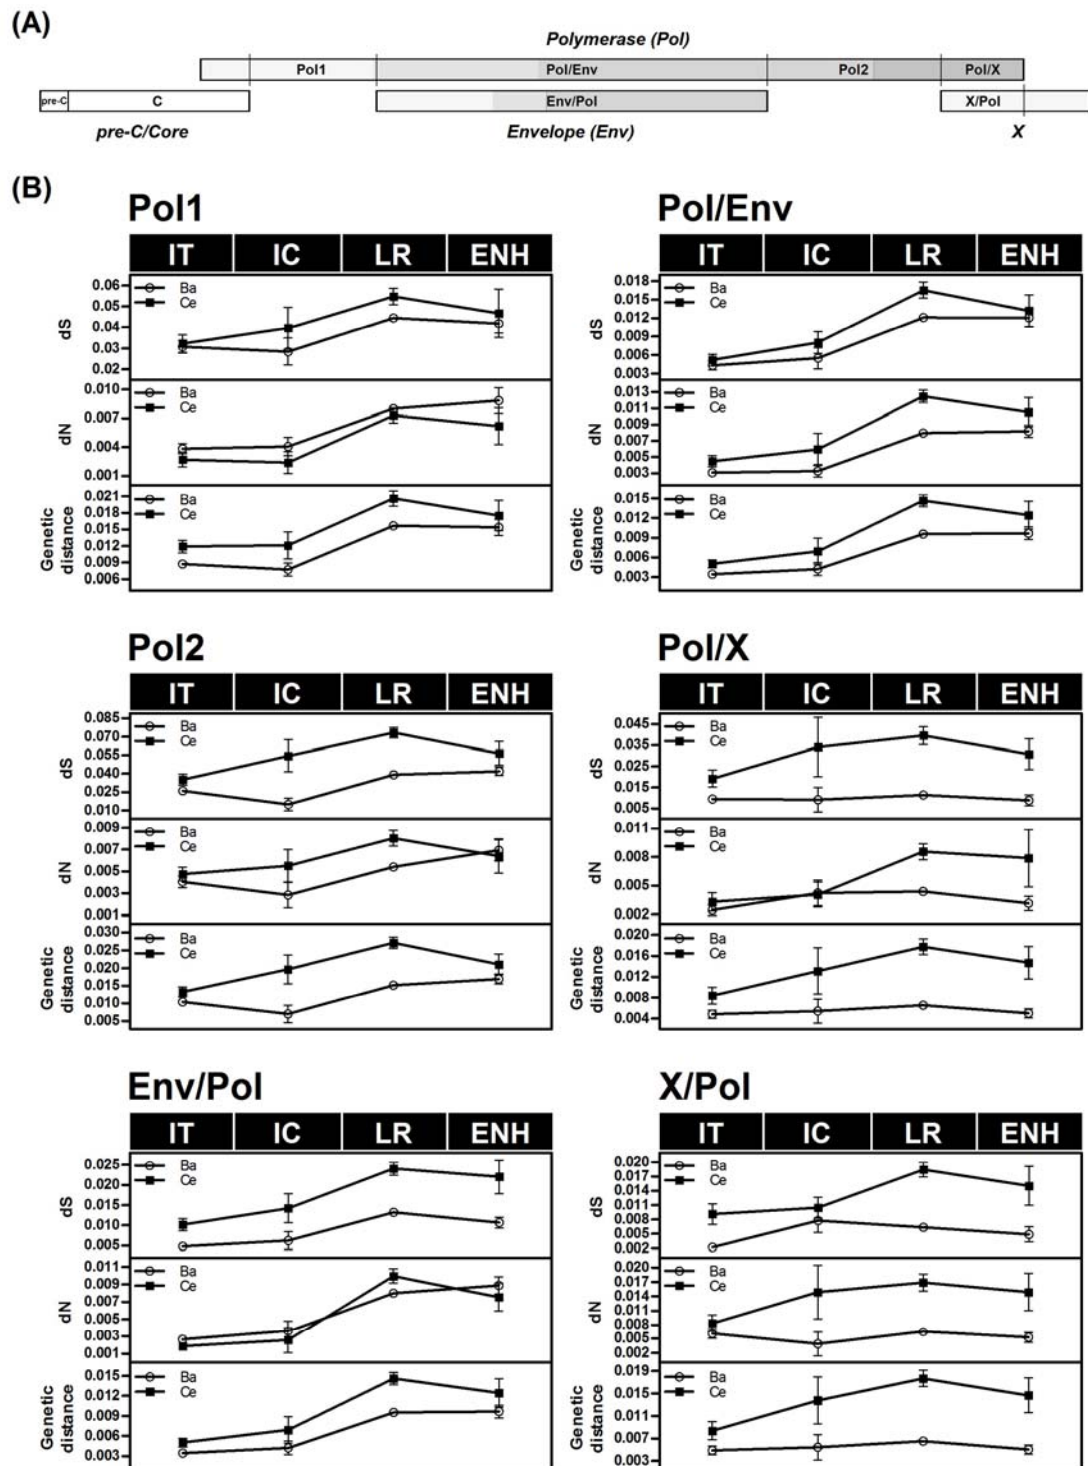 (A)
Polymerase (Pol)
Pol1 Pol/Env Pol2 Pol/X
pre-C C Env/Pol X/Pol
pre-C/Core Envelope (Env) X
(B)
Pol1
IT IC LR ENH
dS
0.06
0.05
0.04
0.03
0.02
Ba
Ce
dN
0.010
0.007
0.004
0.001
Ba
Ce
Genetic
distance
0.021
0.018
0.015
0.012
0.009
0.006
Ba
Ce
Pol/Env
IT IC LR ENH
dS
0.018
0.015
0.012
0.009
0.006
0.003
Ba
Ce
dN
0.013
0.011
0.009
0.007
0.005
0.003
Ba
Ce
Genetic
distance
0.015
0.012
0.009
0.006
0.003
Ba
Ce
Pol2
IT IC LR ENH
dS
0.085
0.070
0.055
0.040
0.025
0.010
Ba
Ce
dN
0.009
0.007
0.005
0.003
0.001
Ba
Ce
Genetic
distance
0.030
0.025
0.020
0.015
0.010
0.005
Ba
Ce
Pol/X
IT IC LR ENH
dS
0.045
0.035
0.025
0.015
0.005
Ba
Ce
dN
0.011
0.008
0.005
0.002
Ba
Ce
Genetic
distance
0.020
0.016
0.012
0.008
0.004
Ba
Ce
Env/Pol
IT IC LR ENH
dS
0.025
0.020
0.015
0.010
0.005
Ba
Ce
dN
0.011
0.009
0.007
0.005
0.003
0.001
Ba
Ce
Genetic
distance
0.015
0.012
0.009
0.006
0.003
Ba
Ce
X/Pol
IT IC LR ENH
dS
0.020
0.017
0.014
0.011
0.008
0.005
0.002
Ba
Ce
dN
0.020
0.017
0.014
0.011
0.008
0.005
0.002
Ba
Ce
Genetic
distance
0.019
0.015
0.011
0.007
0.003
Ba
Ce